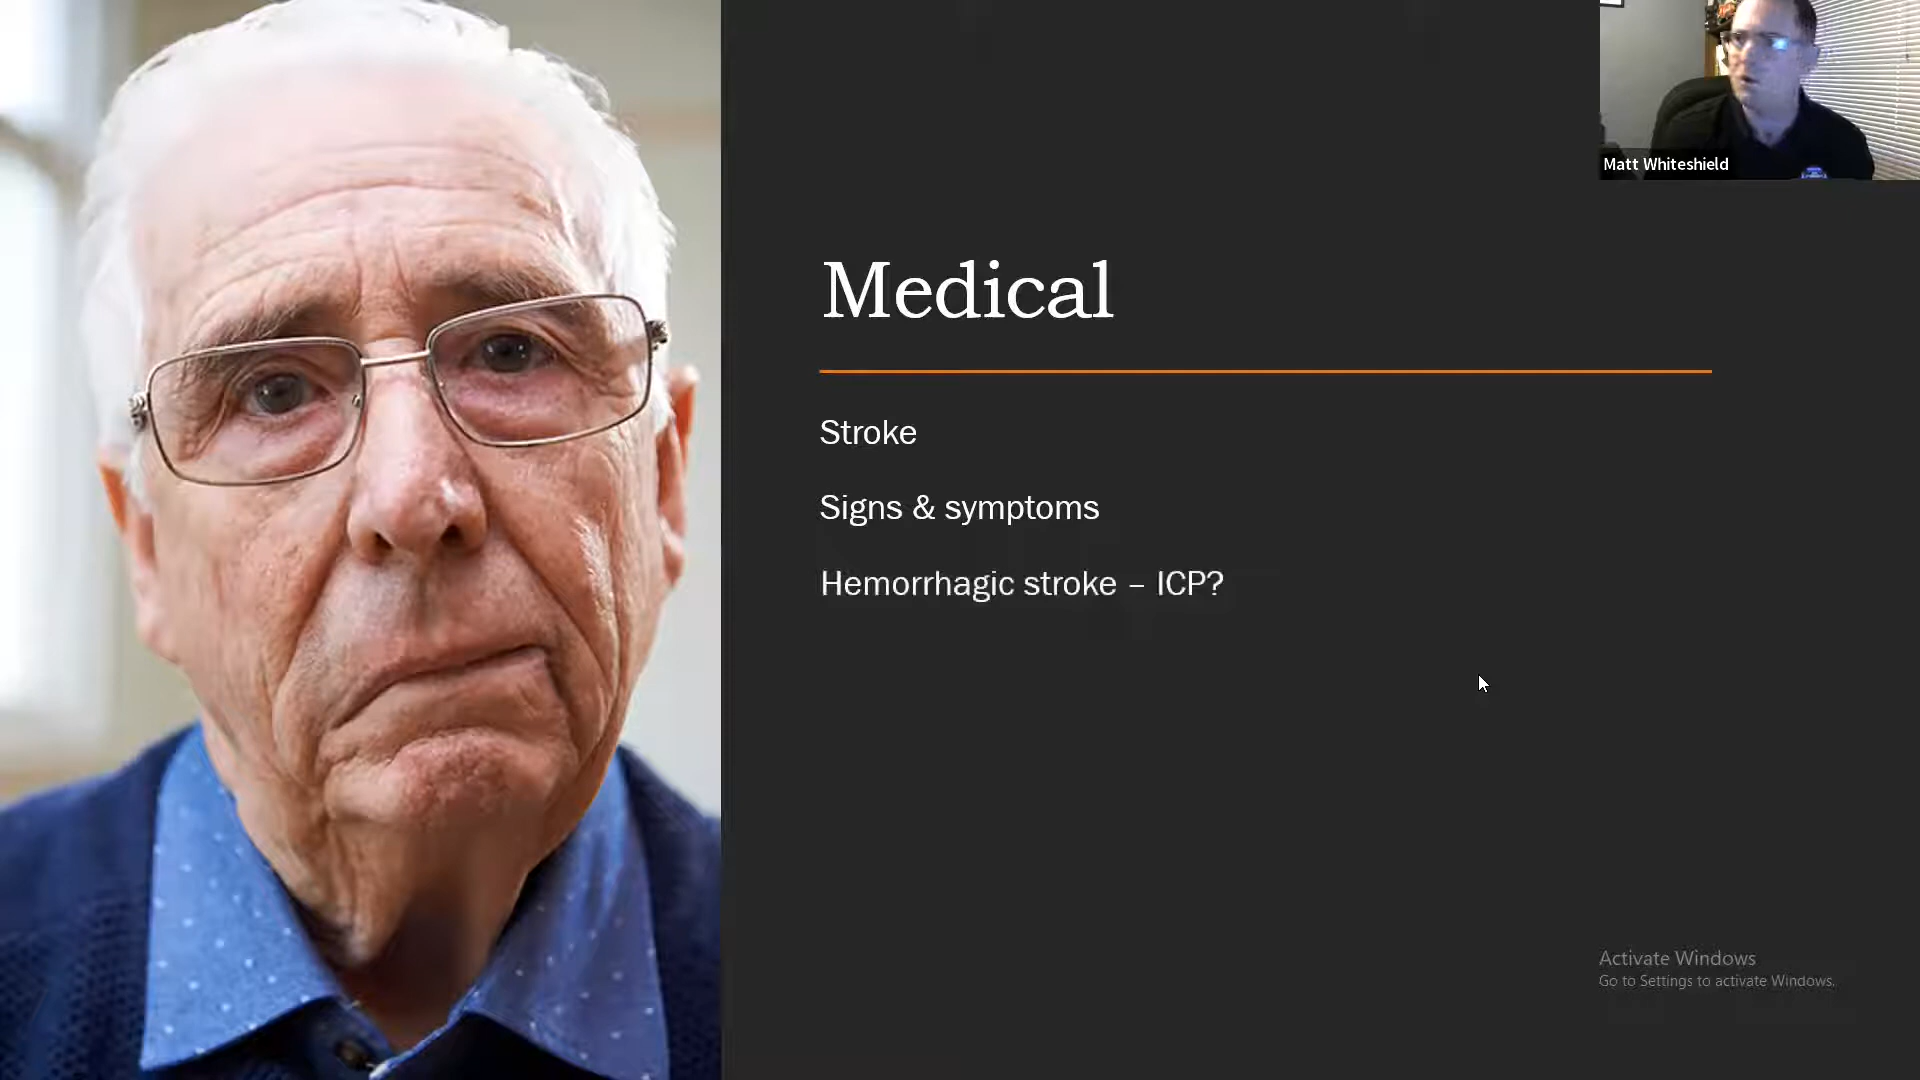 Matt Whiteshield
Medical
Stroke
Signs & symptoms
Hemorrhagic stroke – ICP?
Activate Windows
Go to Settings to activate Windows.